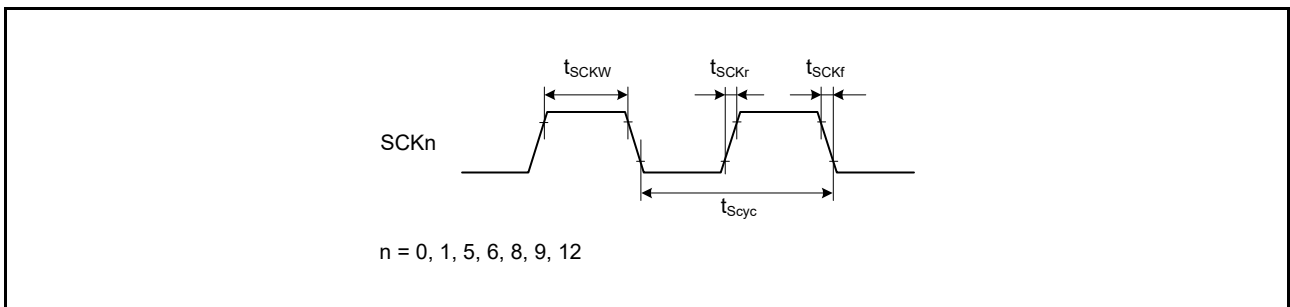 tSCKW tSCKr tSCKf
SCKn
tScyc
n = 0, 1, 5, 6, 8, 9, 12